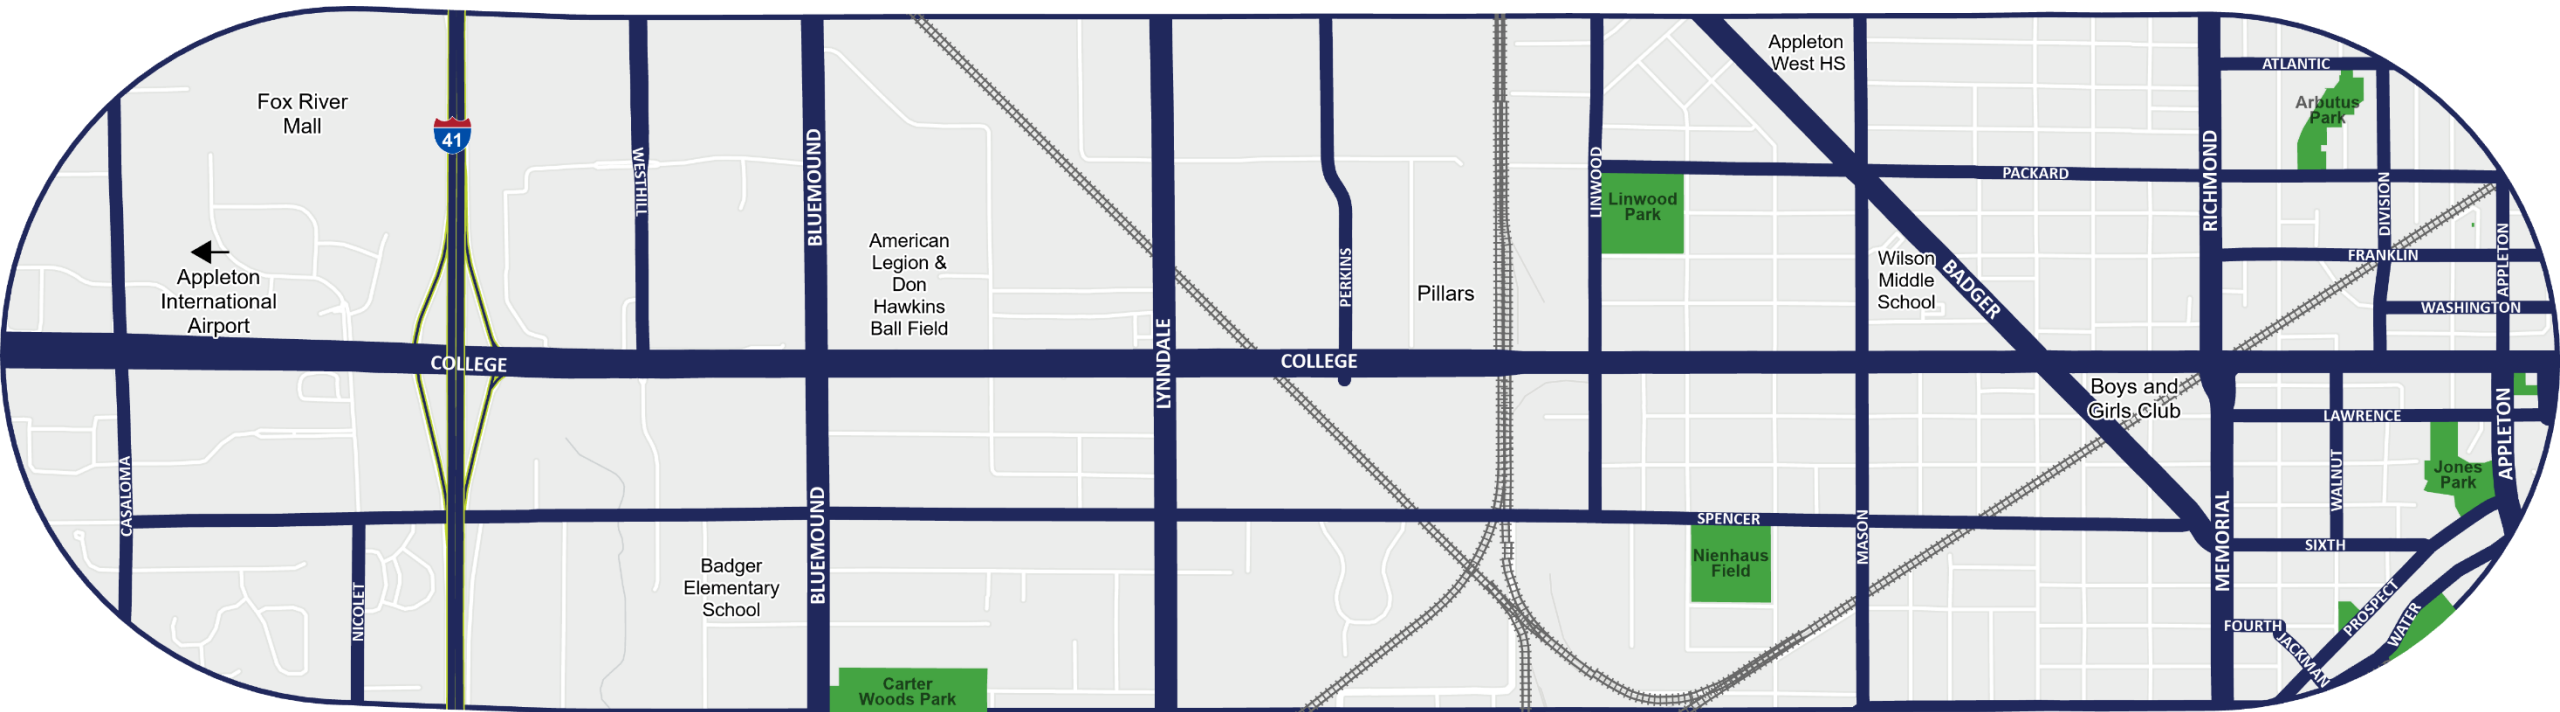 Fox River
Mall
41
WESTHILL
BLUEMOUND
American
Legion &
Don
Hawkins
Ball Field
Appleton
International
Airport
COLLEGE
CASALOMA
NICOLET
Badger
Elementary
School
BLUEMOUND
Carter
Woods Park
LYNNDALE
COLLEGE
PERKINS
Pillars
LINWOOD
Linwood
Park
Appleton
West HS
PACKARD
Wilson
Middle
School
BADGER
SPENCER
Nienhaus
Field
MASON
Boys and
Girls Club
RICHMOND
MEMORIAL
ATLANTIC
Arbutus
Park
DIVISION
FRANKLIN
APPLETON
WASHINGTON
LAWRENCE
WALNUT
APPLETON
Jones
Park
SIXTH
FOURTH
JACKMAN
PROSPECT
WATER